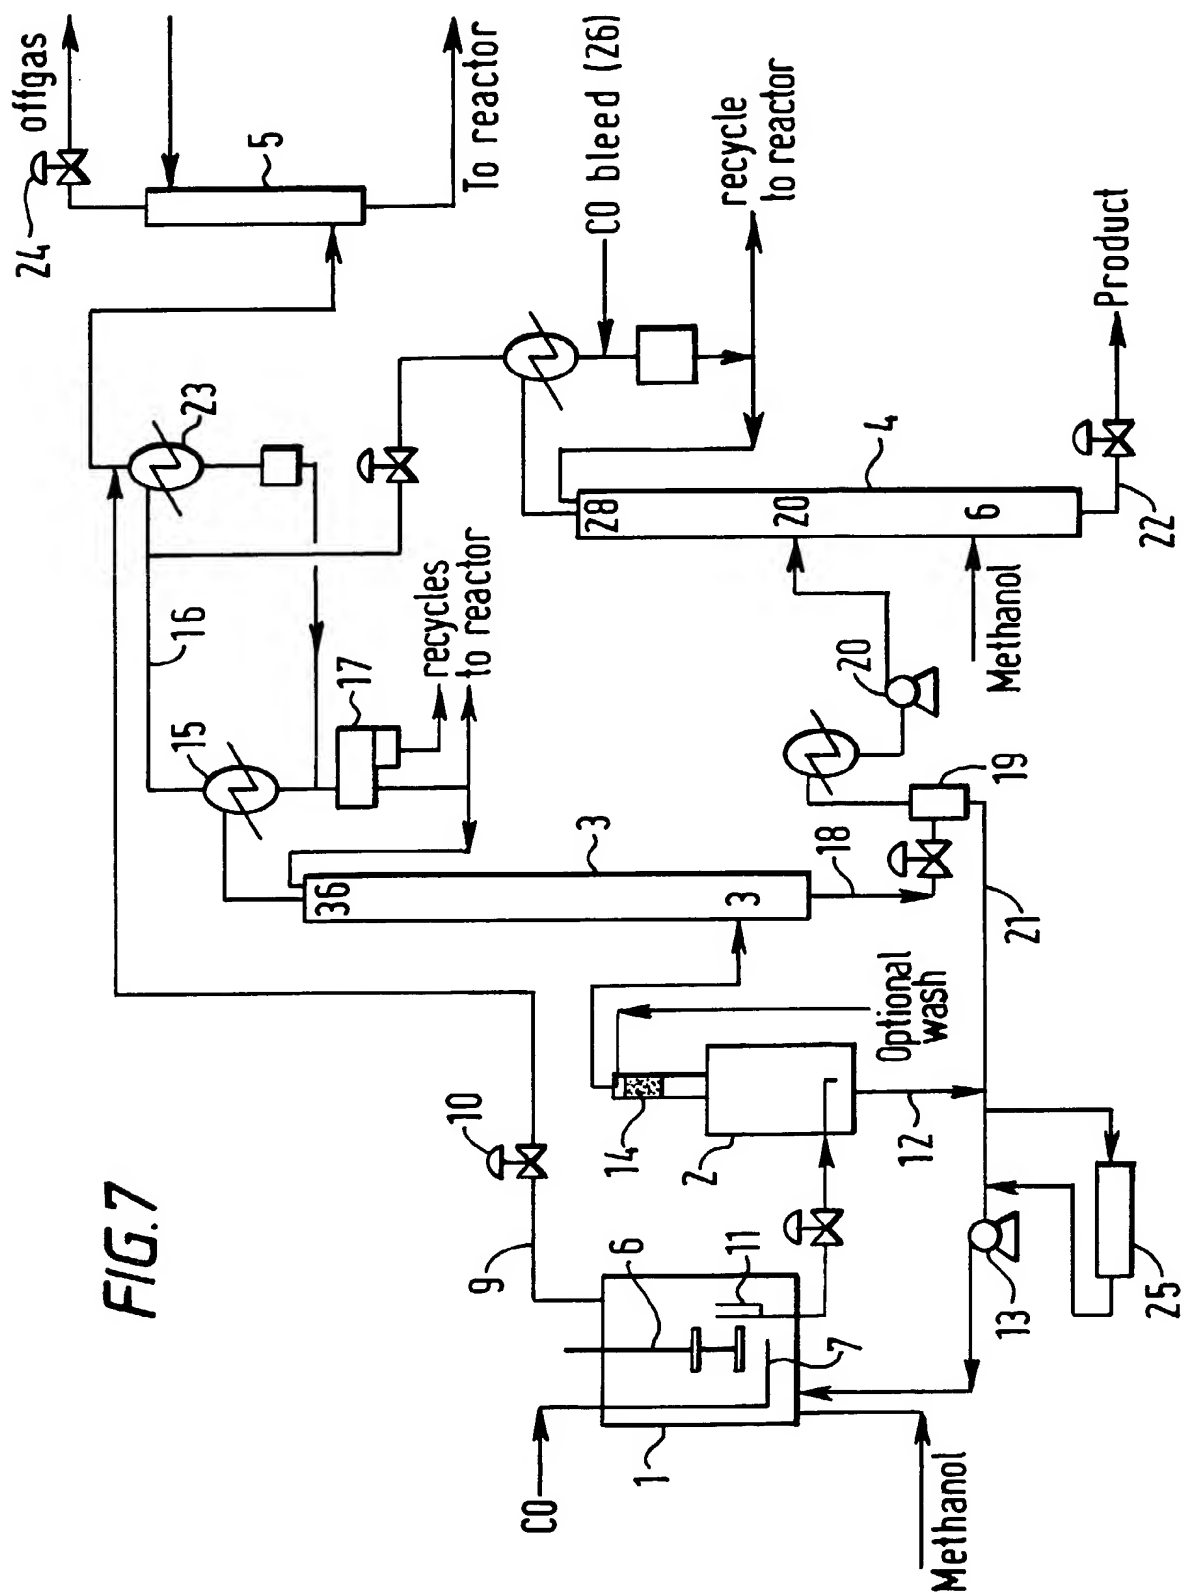 FIG.7
offgas
24
5
To reactor
CO bleed (26)
recycle
to reactor
Product
23
16
15
17
recycles
to reactor
28
20
6
4
22
Methanol
20
19
36
3
3
18
21
10
9
14
2
12
Optional
wash
6
11
7
1
CO
13
25
Methanol